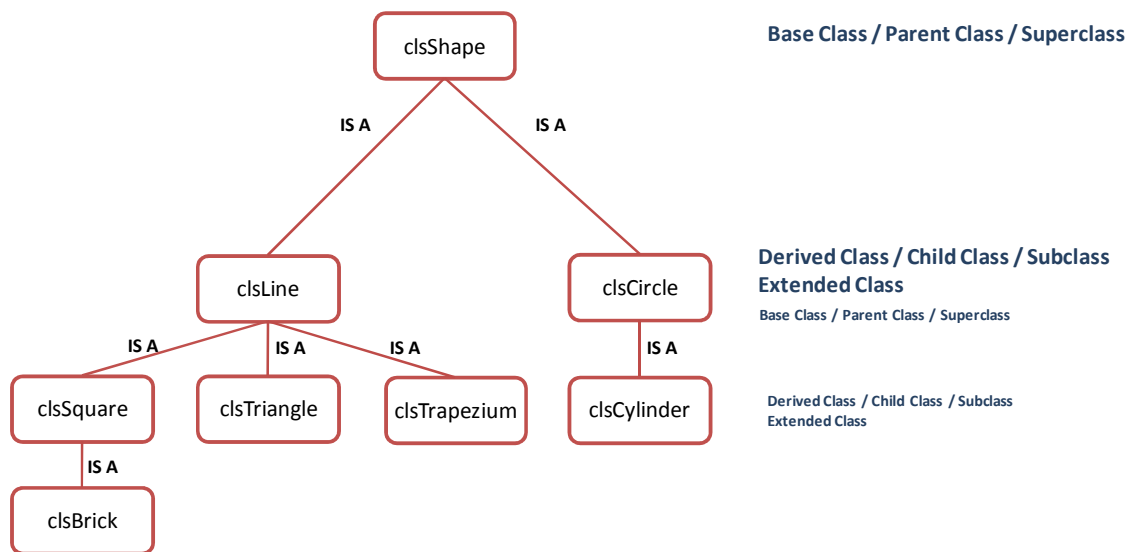 clsShape
Base Class / Parent Class / Superclass
IS A
IS A
clsLine
clsCircle
Derived Class / Child Class / Subclass
Extended Class
Base Class / Parent Class / Superclass
IS A
IS A
IS A
IS A
clsSquare
clsTriangle
clsTrapezium
clsCylinder
Derived Class / Child Class / Subclass
Extended Class
IS A
clsBrick